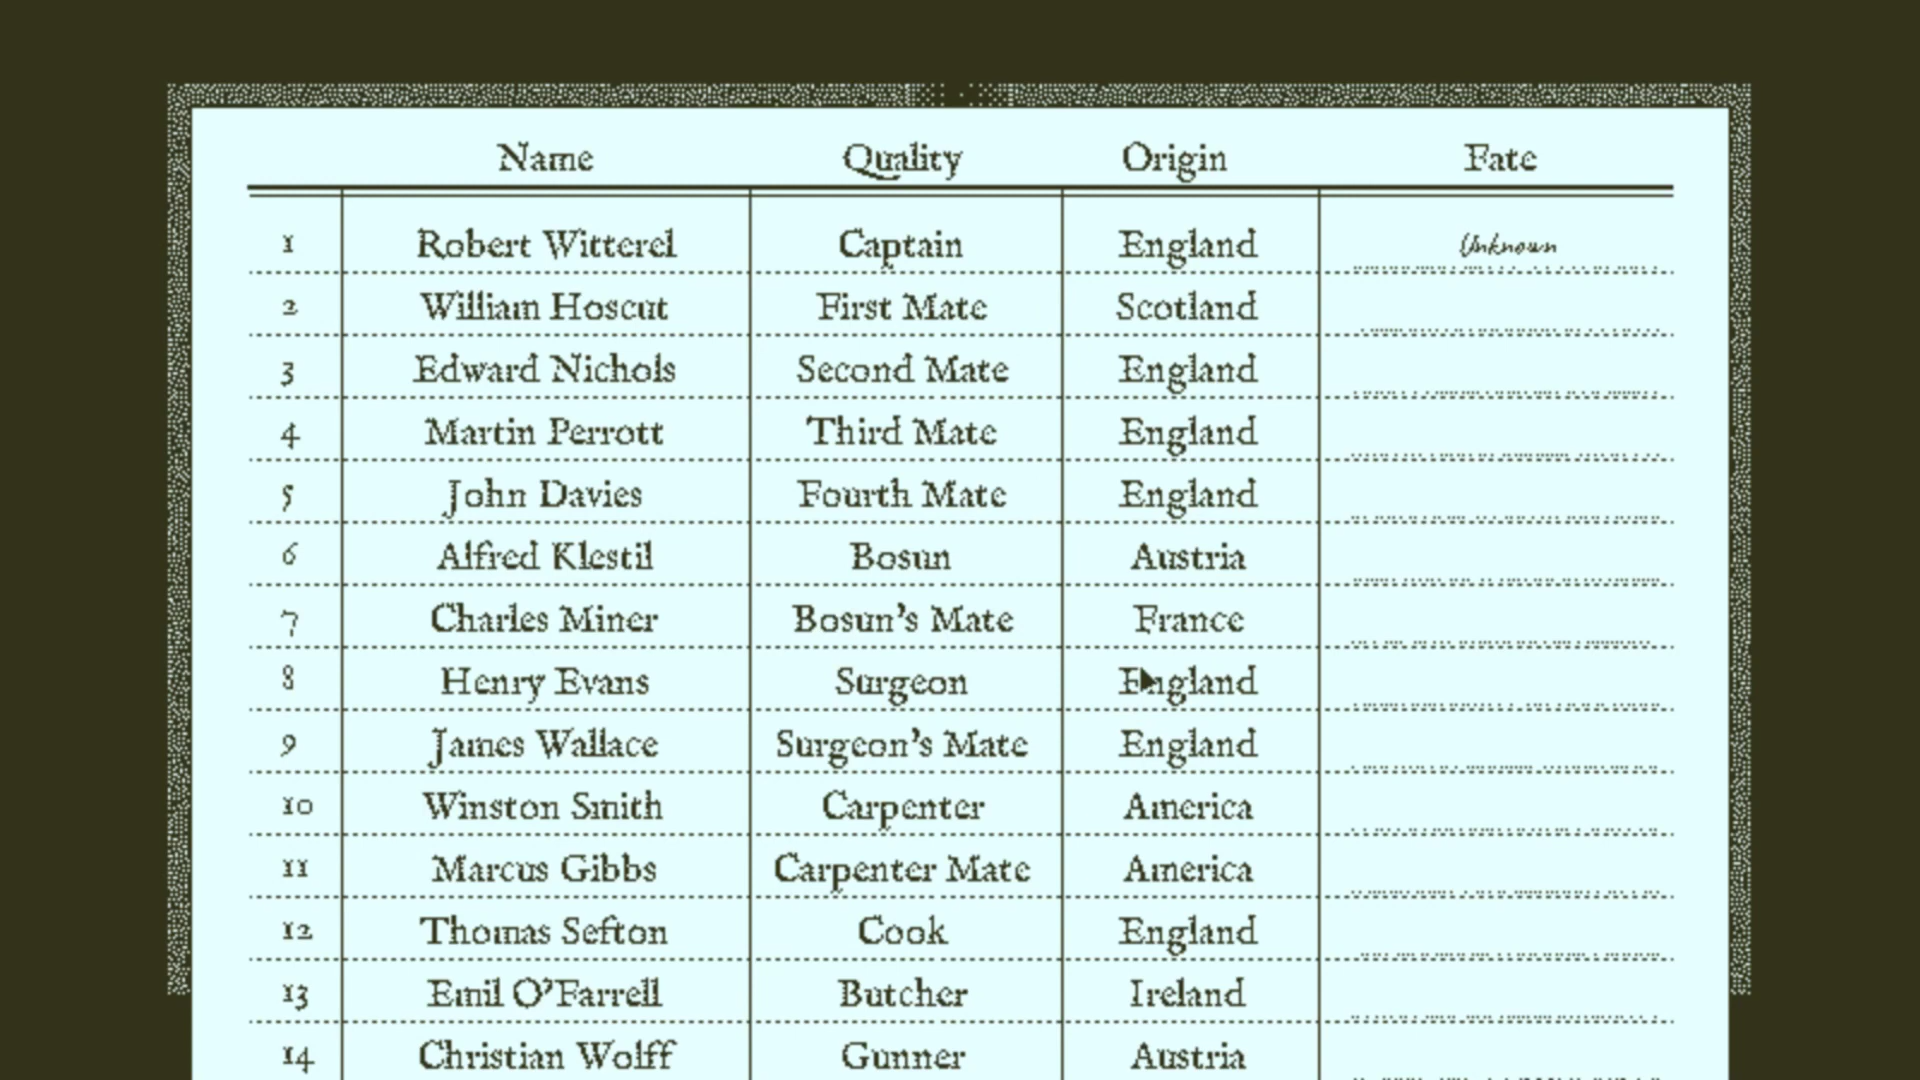 Name Quality Origin Fate
1 Robert Witterel Captain England Unknown
2 William Hoscut First Mate Scotland
3 Edward Nichols Second Mate England
4 Martin Perrott Third Mate England
5 John Davies Fourth Mate England
6 Alfred Klestil Bosun Austria
7 Charles Miner Bosun's Mate France
8 Henry Evans Surgeon England
9 James Wallace Surgeon's Mate England
10 Winston Smith Carpenter America
11 Marcus Gibbs Carpenter Mate America
12 Thomas Sefton Cook England
13 Emil O'Farrell Butcher Ireland
14 Christian Wolff Gunner Austria